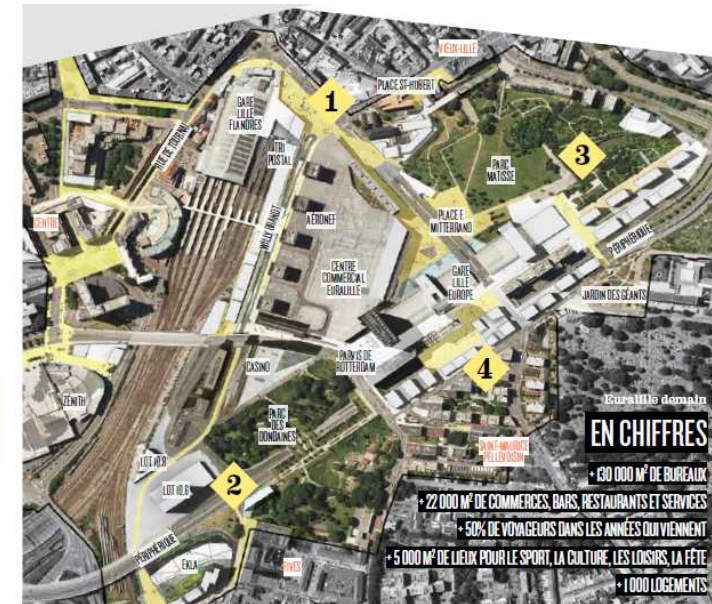 VIEUX-LILLE
PLACE ST-HUBERT
1
GARE
LILLE
FLANDRES
RUE DE TOURNAI
TRI
POSTAL
3
PARC
MATISSE
CENTRE
WILLY BRANDT
AÉRONEF
PLACE F.
MITTERRAND
PÉRIPHÉRIQUE
CENTRE
COMMERCIAL
EURALILLE
GARE
LILLE
EUROPE
JARDIN DES GÉANTS
CASINO
PARVIS DE
ROTTERDAM
4
ZÉNITH
PARC
DES
DONDAINES
SAINT-MAURICE
PELLEVOISIN
LOT 10.8
LOT 10.6
2
PÉRIPHÉRIQUE
EKLA
FIVES
Euralille demain
EN CHIFFRES
+ 130 000 M² DE BUREAUX
+ 22 000 M² DE COMMERCES, BARS, RESTAURANTS ET SERVICES
+ 50% DE VOYAGEURS DANS LES ANNÉES QUI VIENNENT
+ 5 000 M² DE LIEUX POUR LE SPORT, LA CULTURE, LES LOISIRS, LA FÊTE
+ 1 000 LOGEMENTS